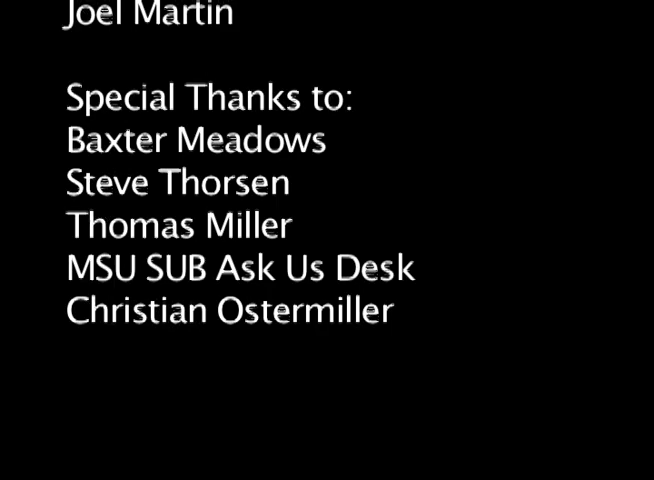 Joel Martin
Special Thanks to:
Baxter Meadows
Steve Thorsen
Thomas Miller
MSU SUB Ask Us Desk
Christian Ostermiller